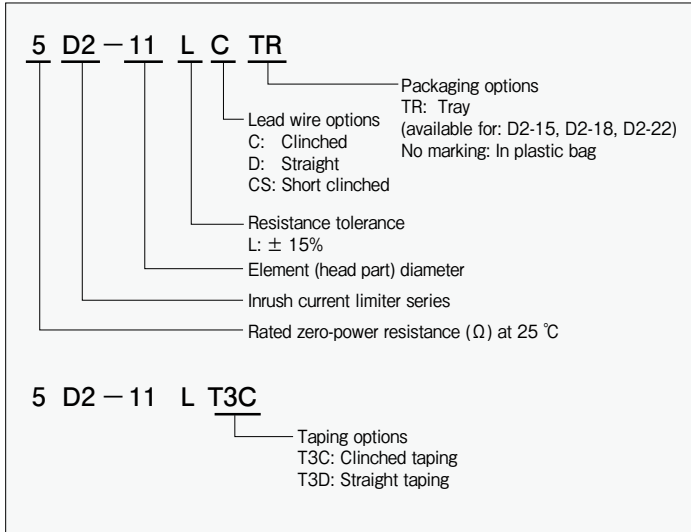 5 D2－11 L C TR
Packaging options
TR: Tray
(available for: D2-15, D2-18, D2-22)
No marking: In plastic bag
Lead wire options
C: Clinched
D: Straight
CS: Short clinched
Resistance tolerance
L: ± 15%
Element (head part) diameter
Inrush current limiter series
Rated zero-power resistance (Ω) at 25 ℃
5 D2－11 L T3C
Taping options
T3C: Clinched taping
T3D: Straight taping